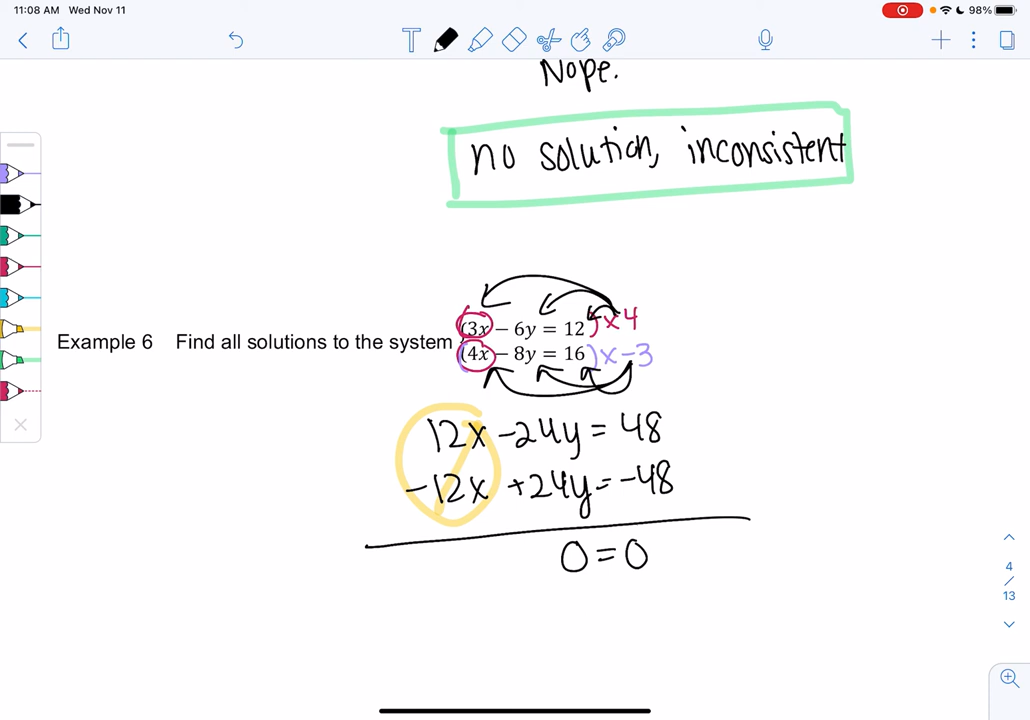 11:08 AM Wed Nov 11
98%
Nope.
no solution, inconsistent
(3x − 6y = 12) x 4
Example 6 Find all solutions to the system
(4x − 8y = 16) x −3
12x −24y = 48
−12x +24y = −48
0 = 0
4
/
13